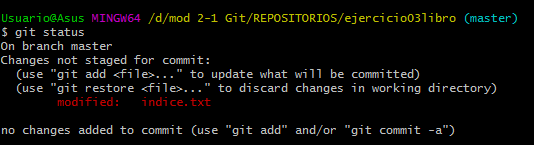 Usuario@Asus MINGW64 /d/mod 2-1 Git/REPOSITORIOS/ejercicio03libro (master)
$ git status
On branch master
Changes not staged for commit:
  (use "git add <file>..." to update what will be committed)
  (use "git restore <file>..." to discard changes in working directory)
        modified:   indice.txt

no changes added to commit (use "git add" and/or "git commit -a")